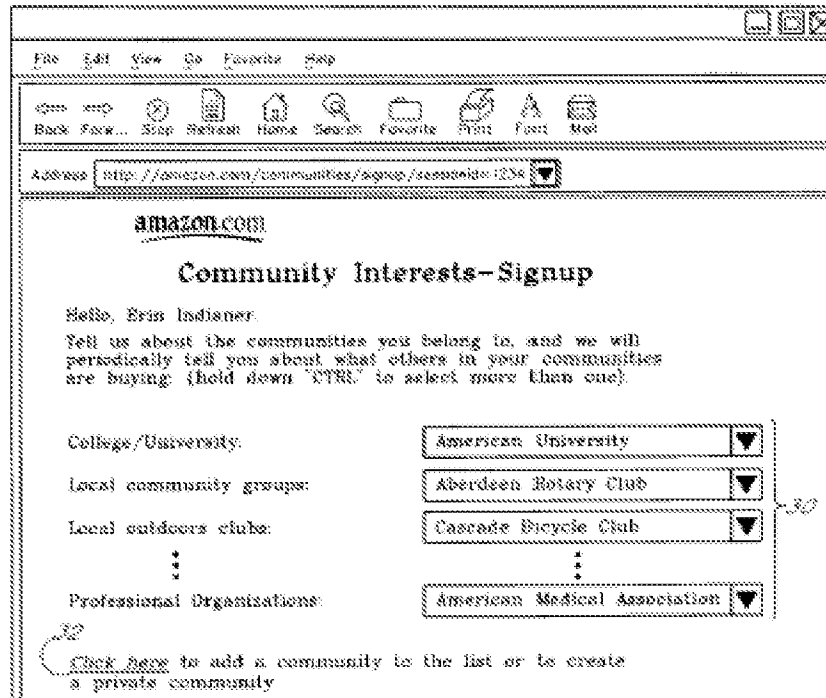 File Edit View Go Favorite Help
Back Forw... Stop Refresh Home Search Favorite Print Font Mail
Address http://amazon.com/communities/signup/sessionid=1234
amazon.com
Community Interests-Signup
Hello, Erin Indianer.
Tell us about the communities you belong to, and we will
periodically tell you about what others in your communities
are buying. (hold down "CTRL" to select more than one).
College/University: American University
Local community groups: Aberdeen Rotary Club
30
Local outdoors clubs: Cascade Bicycle Club
Professional Organizations: American Medical Association
32
Click here to add a community to the list or to create
a private community